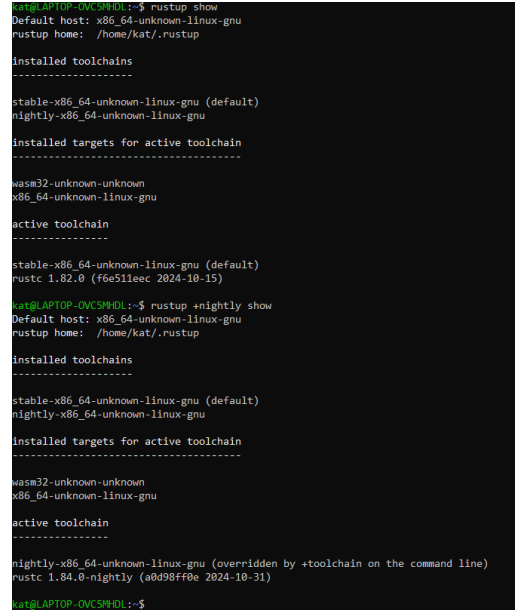 kat@LAPTOP-OVC5MHDL:~$ rustup show
Default host: x86_64-unknown-linux-gnu
rustup home:  /home/kat/.rustup
installed toolchains
--------------------
stable-x86_64-unknown-linux-gnu (default)
nightly-x86_64-unknown-linux-gnu
installed targets for active toolchain
--------------------------------------
wasm32-unknown-unknown
x86_64-unknown-linux-gnu
active toolchain
----------------
stable-x86_64-unknown-linux-gnu (default)
rustc 1.82.0 (f6e511eec 2024-10-15)
kat@LAPTOP-OVC5MHDL:~$ rustup +nightly show
Default host: x86_64-unknown-linux-gnu
rustup home:  /home/kat/.rustup
installed toolchains
--------------------
stable-x86_64-unknown-linux-gnu (default)
nightly-x86_64-unknown-linux-gnu
installed targets for active toolchain
--------------------------------------
wasm32-unknown-unknown
x86_64-unknown-linux-gnu
active toolchain
----------------
nightly-x86_64-unknown-linux-gnu (overridden by +toolchain on the command line)
rustc 1.84.0-nightly (a0d98ff0e 2024-10-31)
kat@LAPTOP-OVC5MHDL:~$